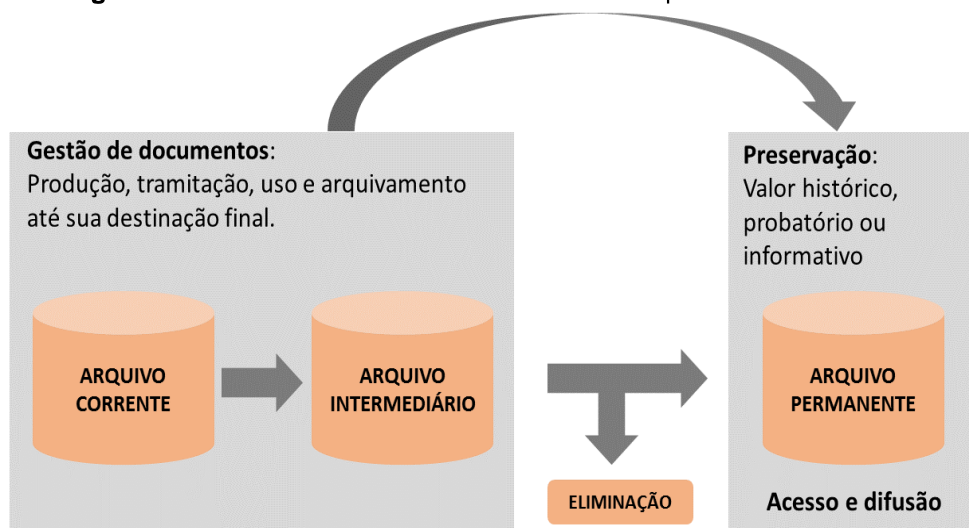 Gestão de documentos:
Produção, tramitação, uso e arquivamento
até sua destinação final.
ARQUIVO
CORRENTE
ARQUIVO
INTERMEDIÁRIO
ELIMINAÇÃO
Preservação:
Valor histórico,
probatório ou
informativo
ARQUIVO
PERMANENTE
Acesso e difusão